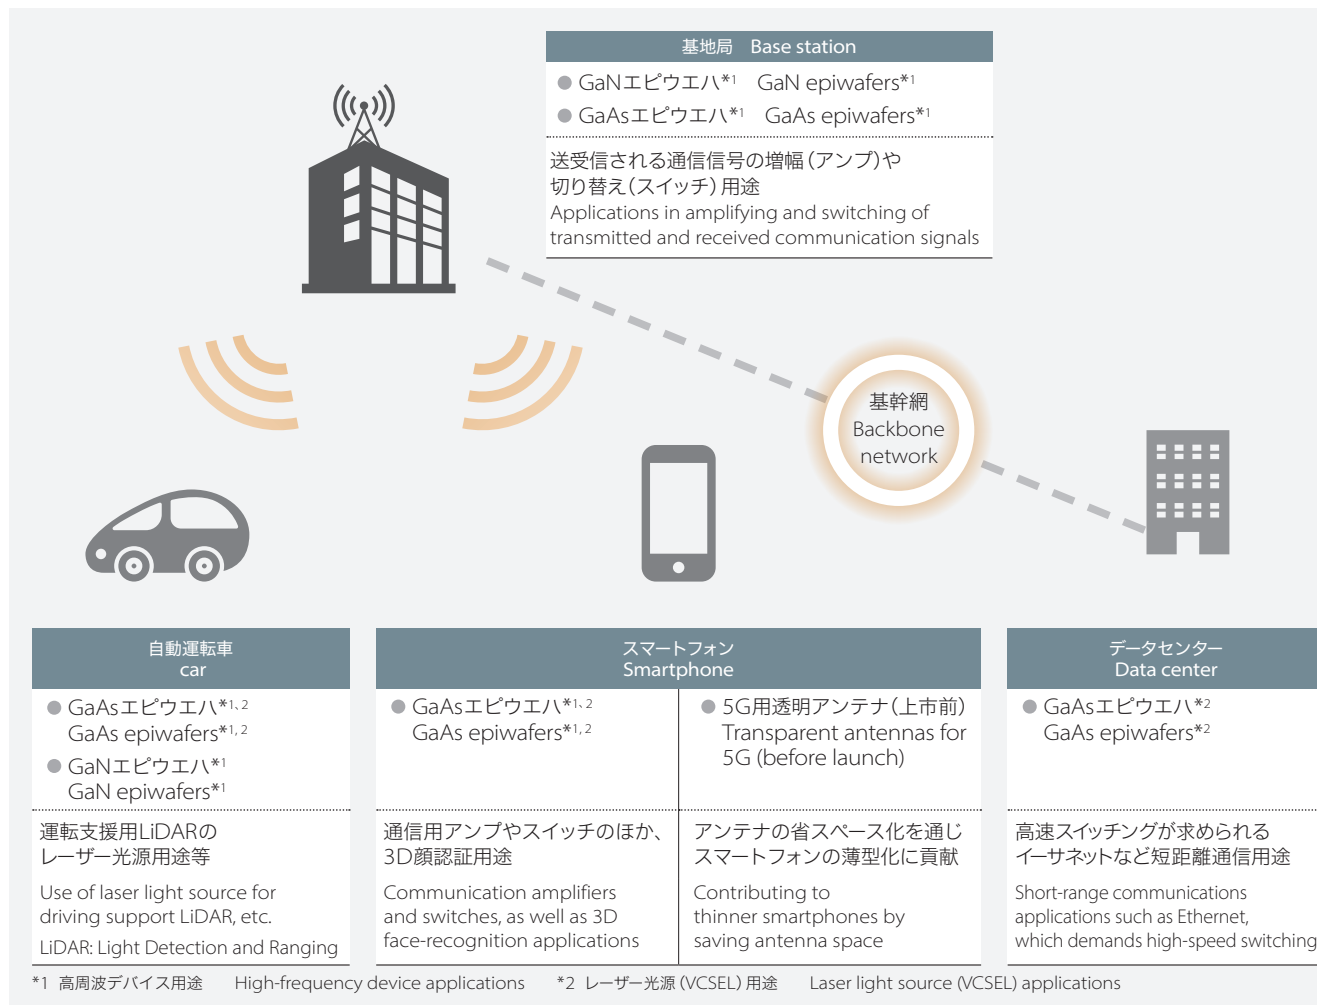 基地局 Base station
● GaNエピウエハ*1 GaN epiwafers*1
● GaAsエピウエハ*1 GaAs epiwafers*1
送受信される通信信号の増幅(アンプ)や
切り替え(スイッチ)用途
Applications in amplifying and switching of
transmitted and received communication signals
基幹網
Backbone
network
自動運転車
car
● GaAsエピウエハ*1、2
GaAs epiwafers*1, 2
● GaNエピウエハ*1
GaN epiwafers*1
運転支援用LiDARの
レーザー光源用途等
Use of laser light source for
driving support LiDAR, etc.
LiDAR: Light Detection and Ranging
スマートフォン
Smartphone
● GaAsエピウエハ*1、2
GaAs epiwafers*1, 2
通信用アンプやスイッチのほか、
3D顔認証用途
Communication amplifiers
and switches, as well as 3D
face-recognition applications
● 5G用透明アンテナ(上市前)
Transparent antennas for
5G (before launch)
アンテナの省スペース化を通じ
スマートフォンの薄型化に貢献
Contributing to
thinner smartphones by
saving antenna space
データセンター
Data center
● GaAsエピウエハ*2
GaAs epiwafers*2
高速スイッチングが求められる
イーサネットなど短距離通信用途
Short-range communications
applications such as Ethernet,
which demands high-speed switching
*1 高周波デバイス用途 High-frequency device applications *2 レーザー光源(VCSEL)用途 Laser light source (VCSEL) applications